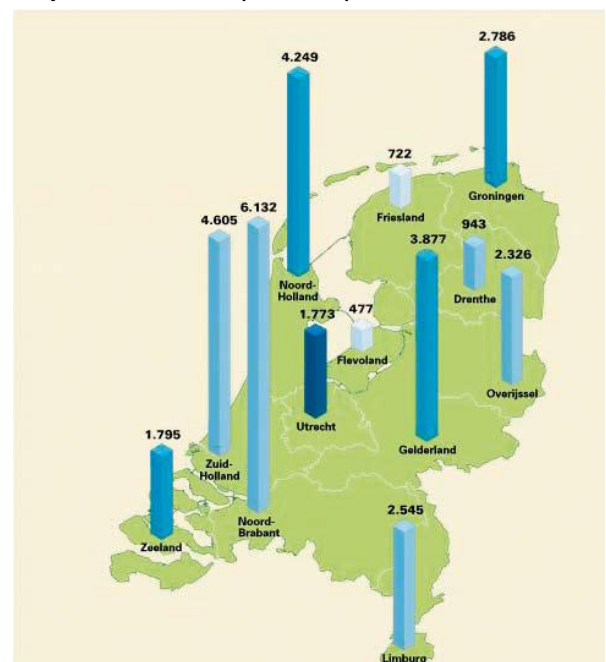 2.786
4.249
722
Groningen
Friesland
6.132
4.605
943
3.877
2.326
Noord-
Holland
Drenthe
1.773
477
Flevoland
Overijssel
Utrecht
1.795
Gelderland
Zuid-
Holland
2.545
Noord-
Brabant
Zeeland
Limburg